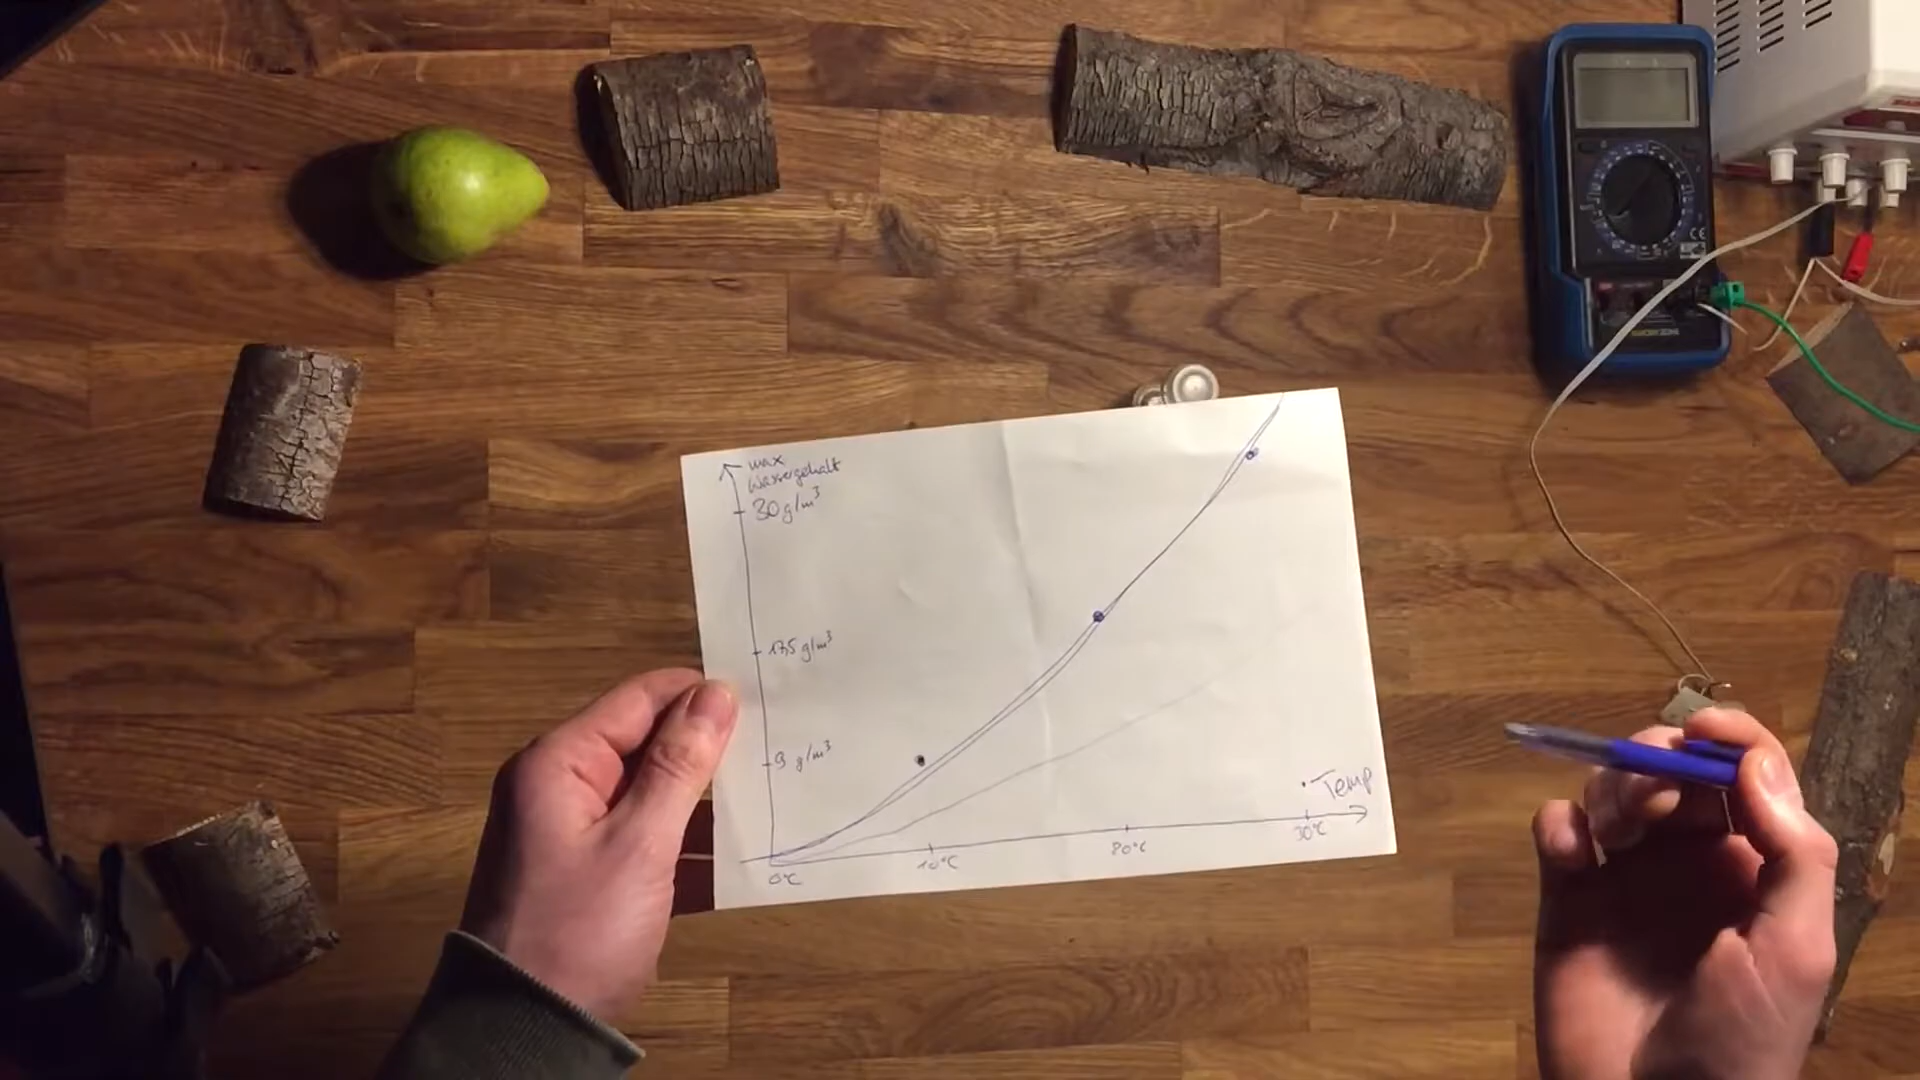 max
Wassergehalt
30 g/m³
17,5 g/m³
9 g/m³
Temp
0°C
10°C
20°C
30°C